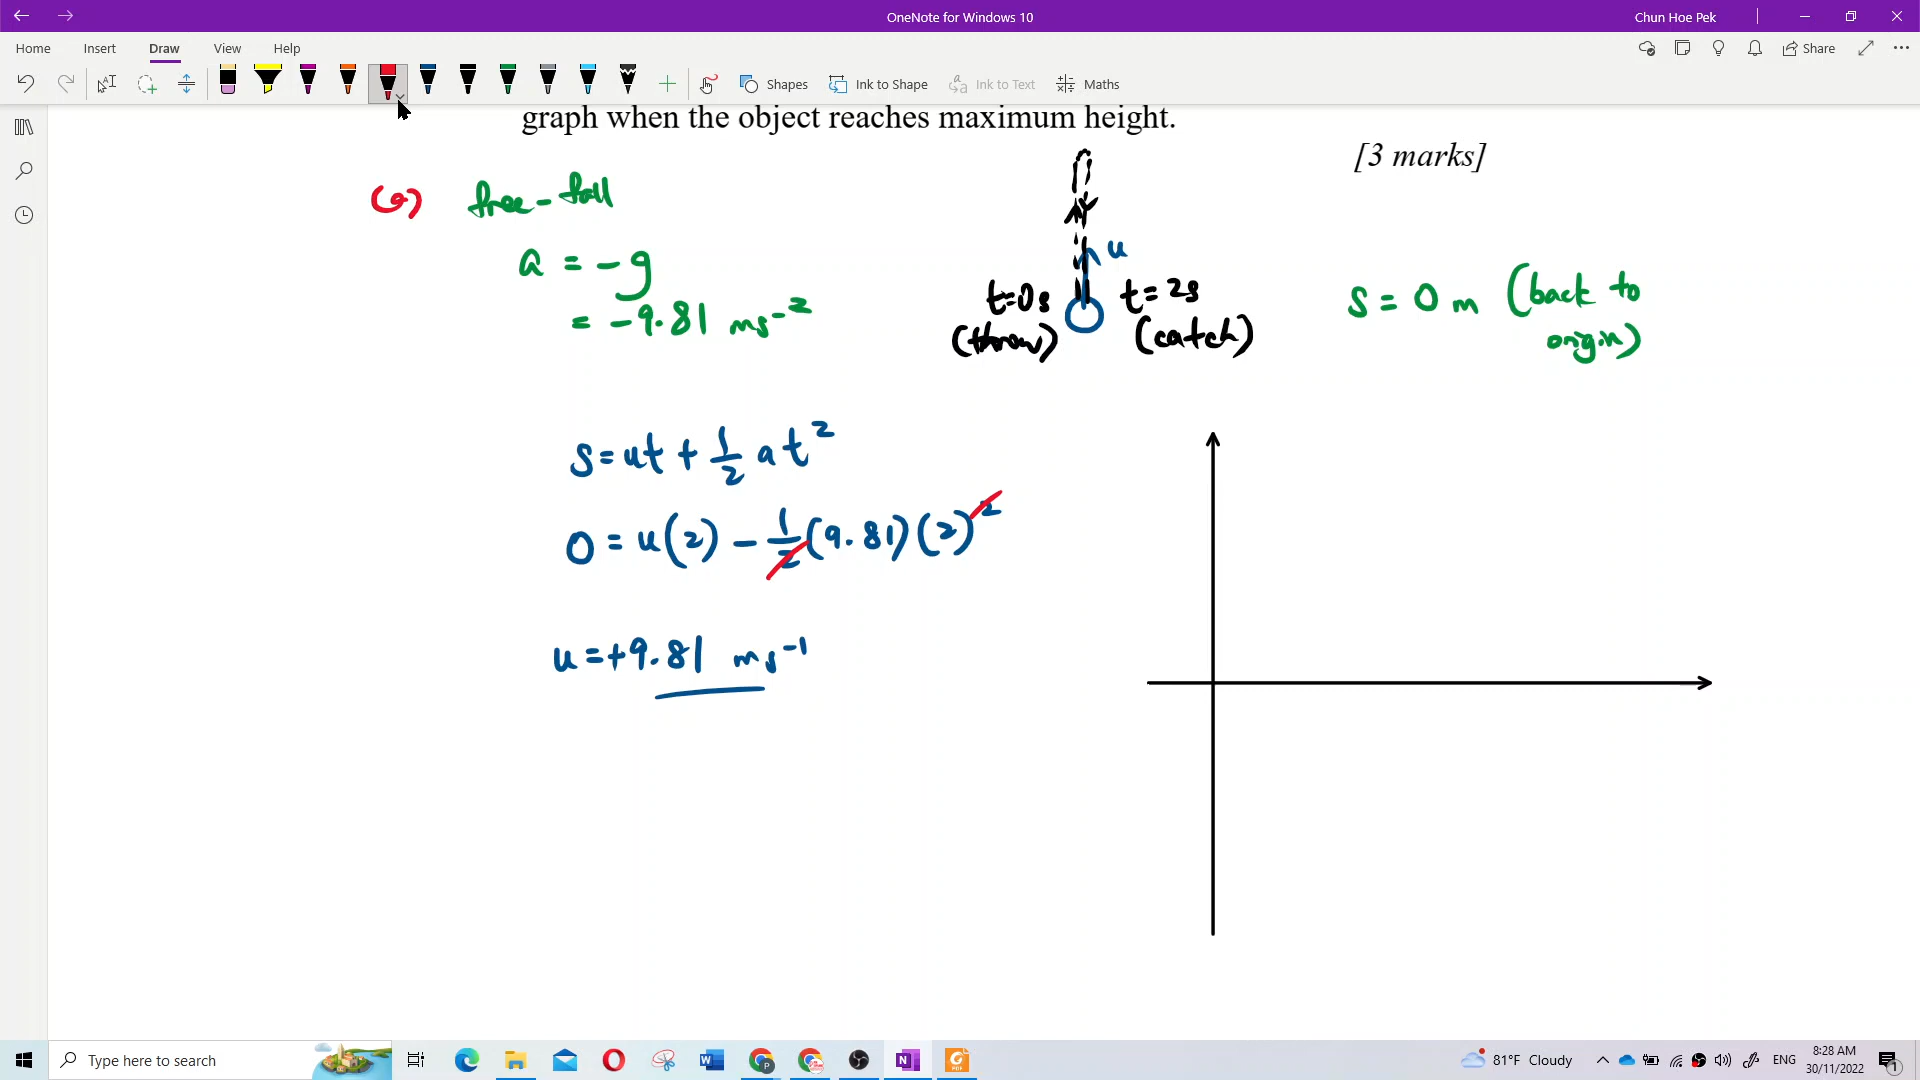 OneNote for Windows 10
Chun Hoe Pek
Home Insert Draw View Help
Share
Shapes Ink to Shape Ink to Text Maths
graph when the object reaches maximum height.
[3 marks]
(a) free-fall
a = -g
= -9.81 ms⁻²
u
t=0s
(throw)
t=2s
(catch)
s = 0 m (back to
origin)
s = ut + 1/2 at²
0 = u(2) - 1/2 (9.81)(2)²
u = +9.81 ms⁻¹
Type here to search
81°F Cloudy
ENG
8:28 AM
30/11/2022